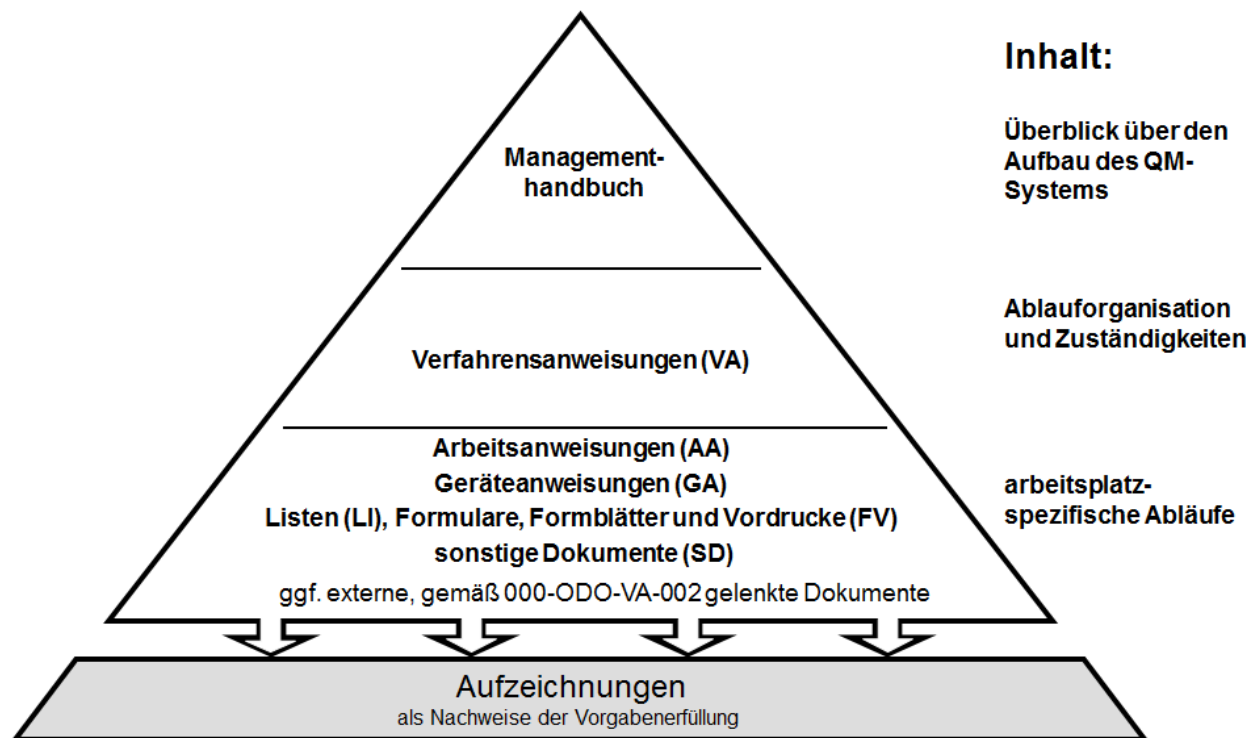 Inhalt:
Management-
handbuch
Überblick über den
Aufbau des QM-
Systems
Verfahrensanweisungen (VA)
Ablauforganisation
und Zuständigkeiten
Arbeitsanweisungen (AA)
Geräteanweisungen (GA)
Listen (LI), Formulare, Formblätter und Vordrucke (FV)
sonstige Dokumente (SD)
ggf. externe, gemäß 000-ODO-VA-002 gelenkte Dokumente
arbeitsplatz-
spezifische Abläufe
Aufzeichnungen
als Nachweise der Vorgabenerfüllung